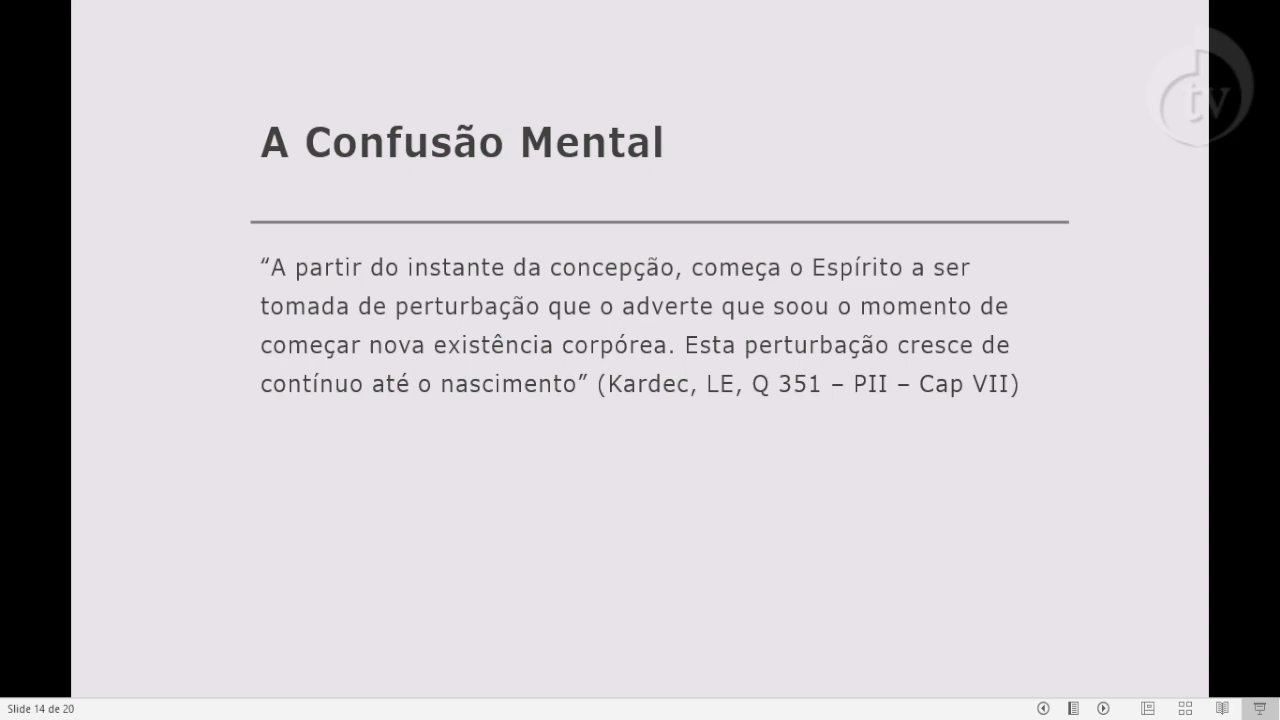 tv
A Confusão Mental
“A partir do instante da concepção, começa o Espírito a ser
tomada de perturbação que o adverte que soou o momento de
começar nova existência corpórea. Esta perturbação cresce de
contínuo até o nascimento” (Kardec, LE, Q 351 – PII – Cap VII)
Slide 14 de 20